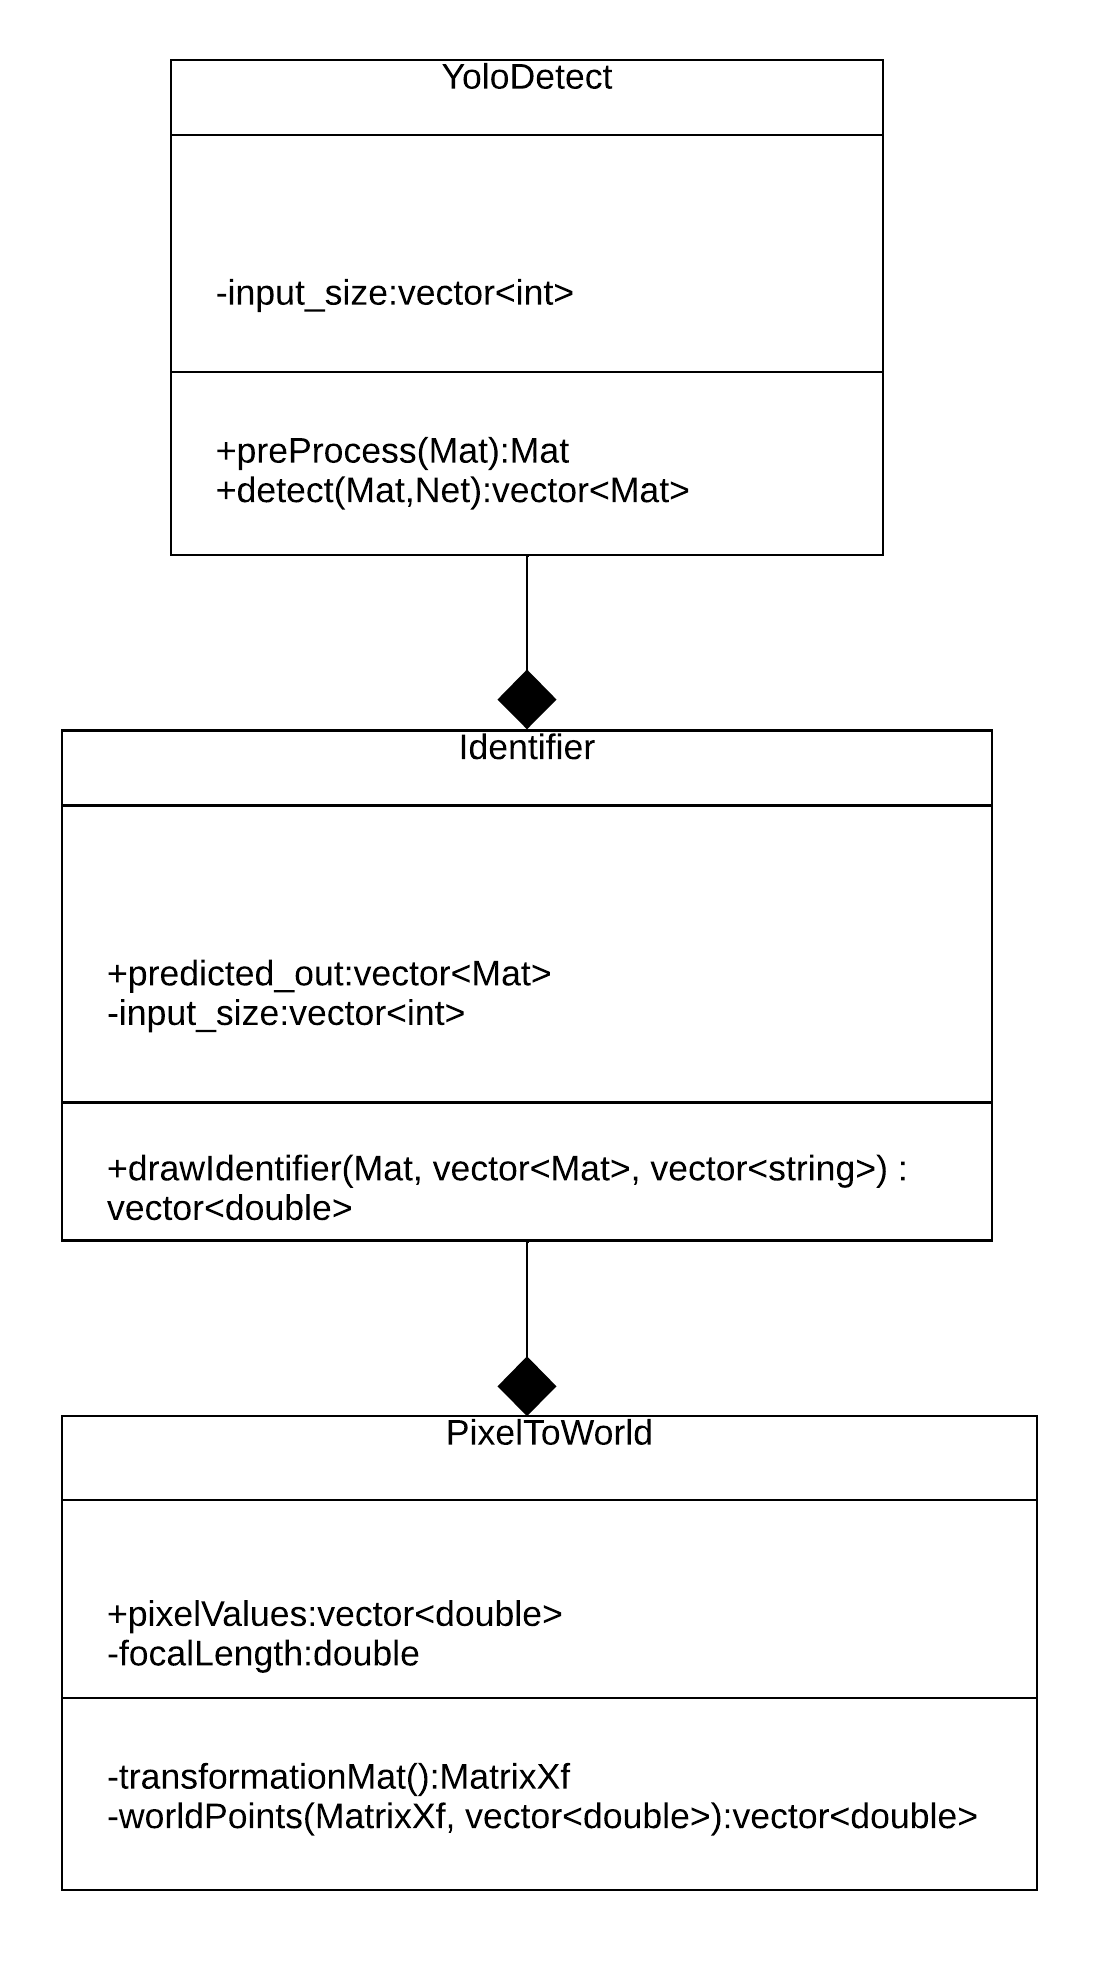 YoloDetect
-input_size:vector<int>
+preProcess(Mat):Mat
+detect(Mat,Net):vector<Mat>
Identifier
+predicted_out:vector<Mat>
-input_size:vector<int>
+drawIdentifier(Mat, vector<Mat>, vector<string>) :
vector<double>
PixelToWorld
+pixelValues:vector<double>
-focalLength:double
-transformationMat():MatrixXf
-worldPoints(MatrixXf, vector<double>):vector<double>